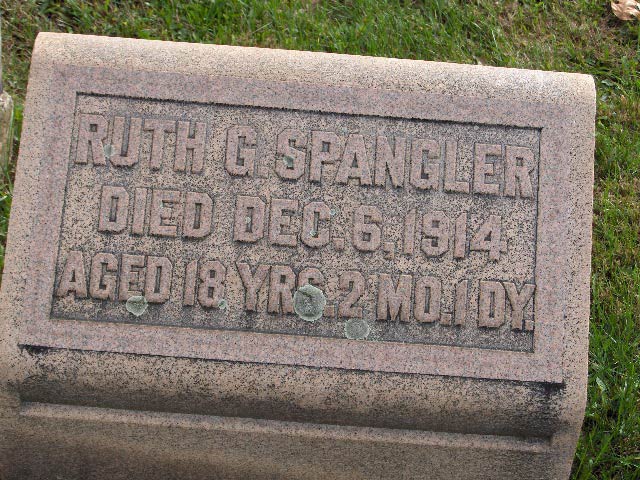 RUTH G. SPANGLER
DIED DEC. 6. 1914
AGED 18 YRS. 2 MO. 1 DY.